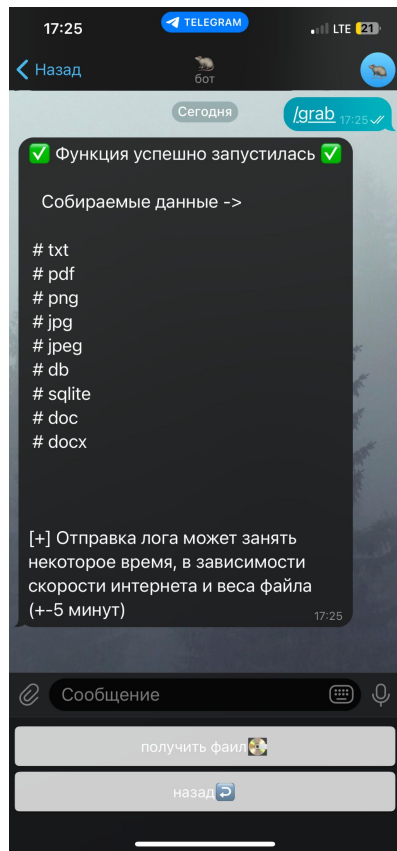 17:25
TELEGRAM
LTE 21
Назад
бот
Сегодня
/grab 17:25
✅ Функция успешно запустилась ✅
Собираемые данные ->
# txt
# pdf
# png
# jpg
# jpeg
# db
# sqlite
# doc
# docx
[+] Отправка лога может занять
некоторое время, в зависимости
скорости интернета и веса файла
(+-5 минут)
17:25
Сообщение
получить фаил
назад